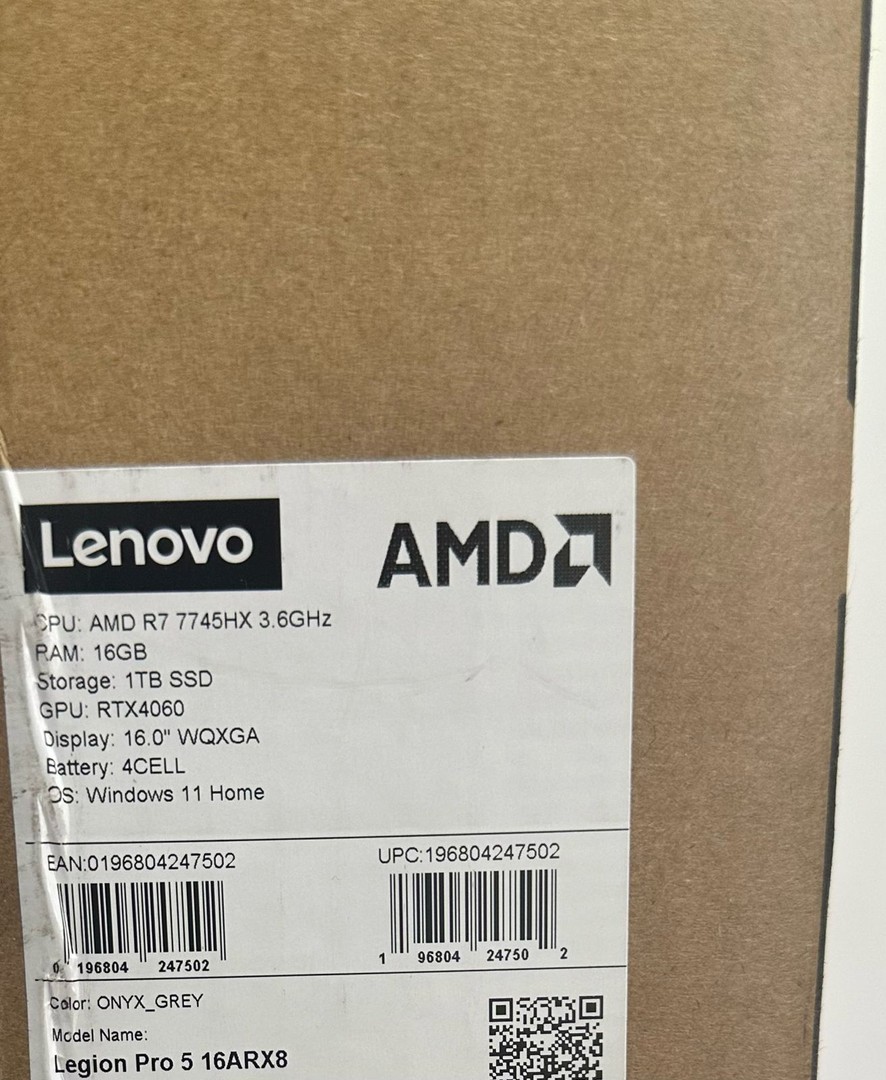 Lenovo AMD
CPU: AMD R7 7745HX 3.6GHz
RAM: 16GB
Storage: 1TB SSD
GPU: RTX4060
Display: 16.0" WQXGA
Battery: 4CELL
OS: Windows 11 Home
EAN:0196804247502 UPC:196804247502
0 196804 247502 1 96804 24750 2
Color: ONYX_GREY
Model Name:
Legion Pro 5 16ARX8